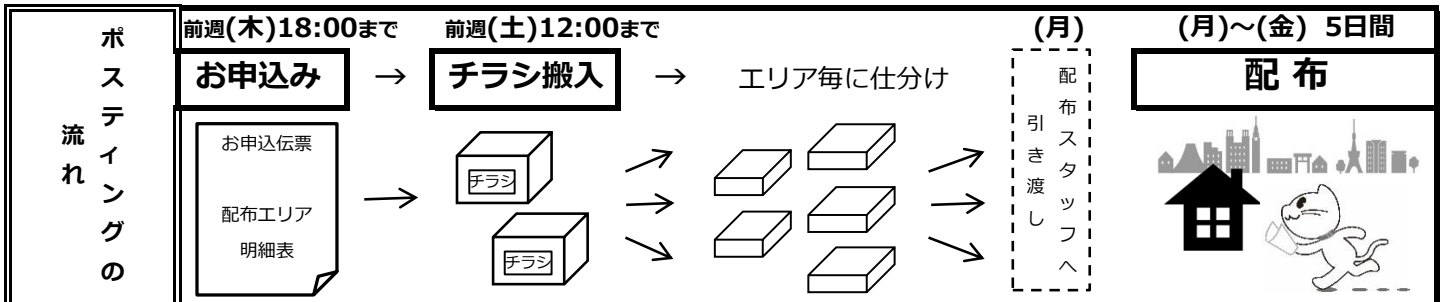 ポスティングの
流れ
前週(木)18:00まで
お申込み
→
前週(土)12:00まで
チラシ搬入
→
エリア毎に仕分け
(月)
配布スタッフへ
引き渡し
(月)～(金) 5日間
配 布
お申込伝票
配布エリア
明細表
チラシ
チラシ